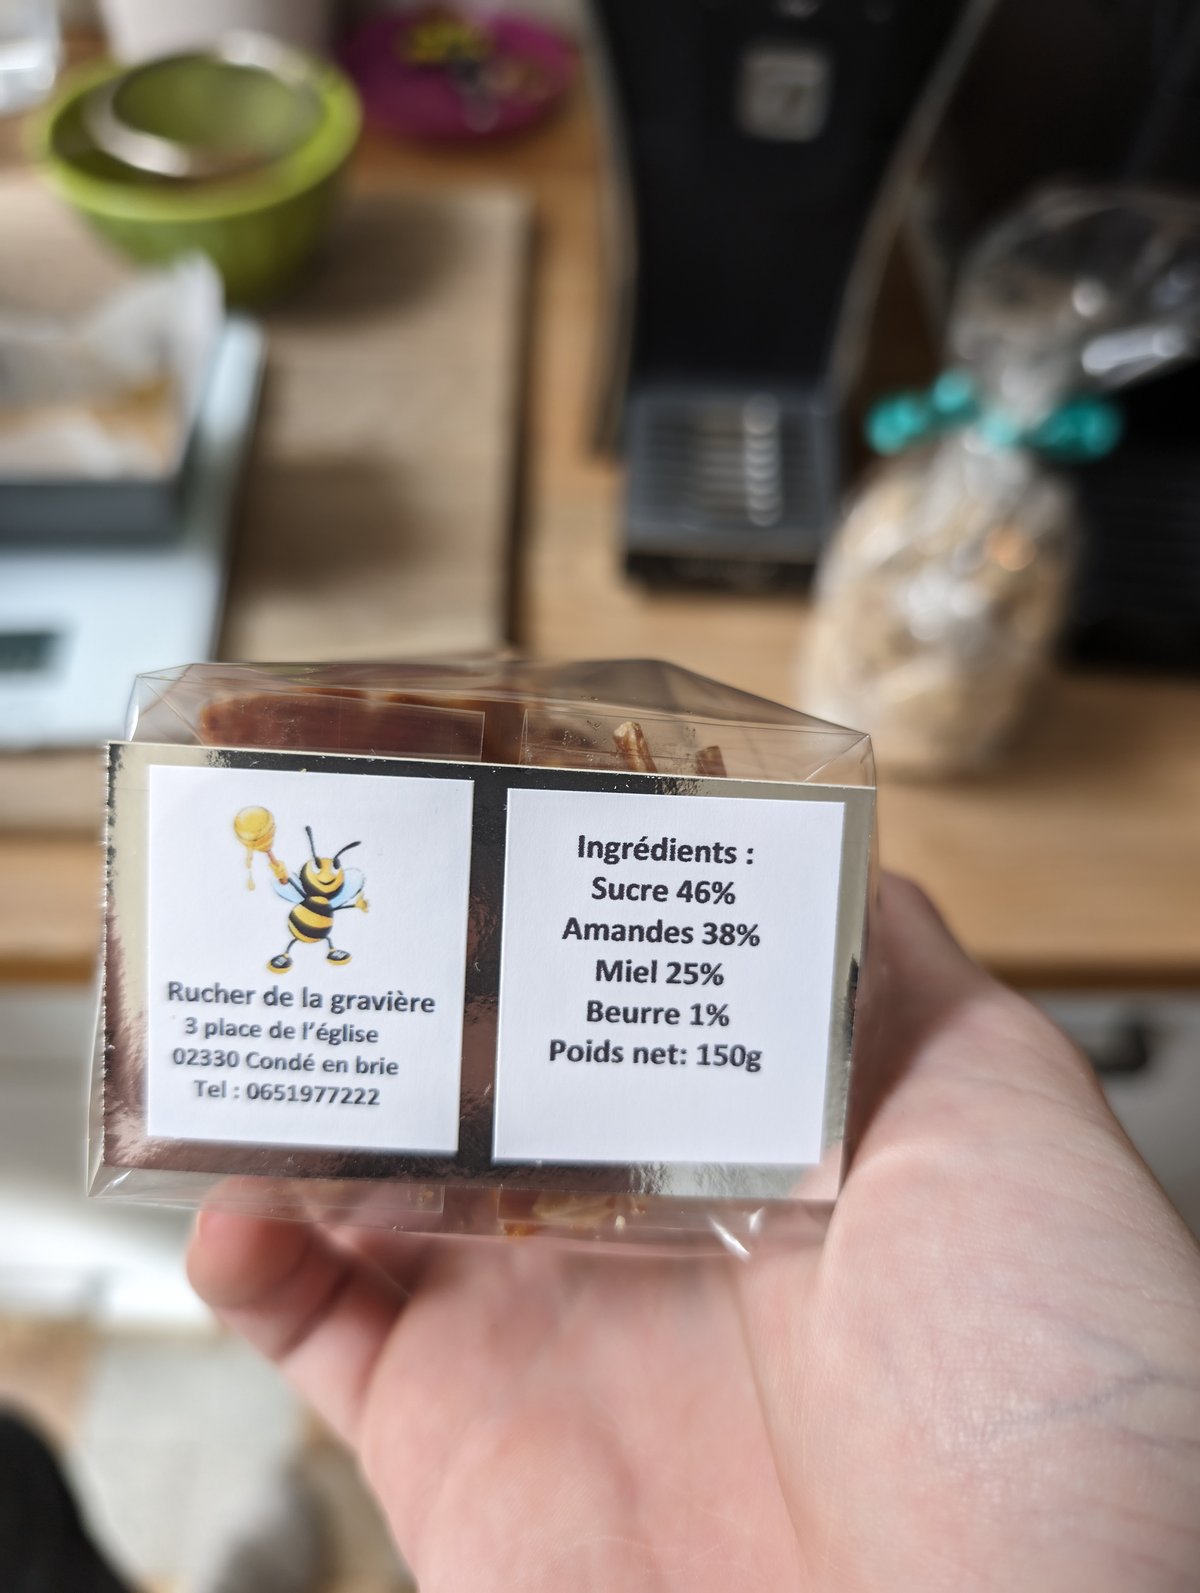 Rucher de la gravière
3 place de l'église
02330 Condé en brie
Tel : 0651977222
Ingrédients :
Sucre 46%
Amandes 38%
Miel 25%
Beurre 1%
Poids net: 150g